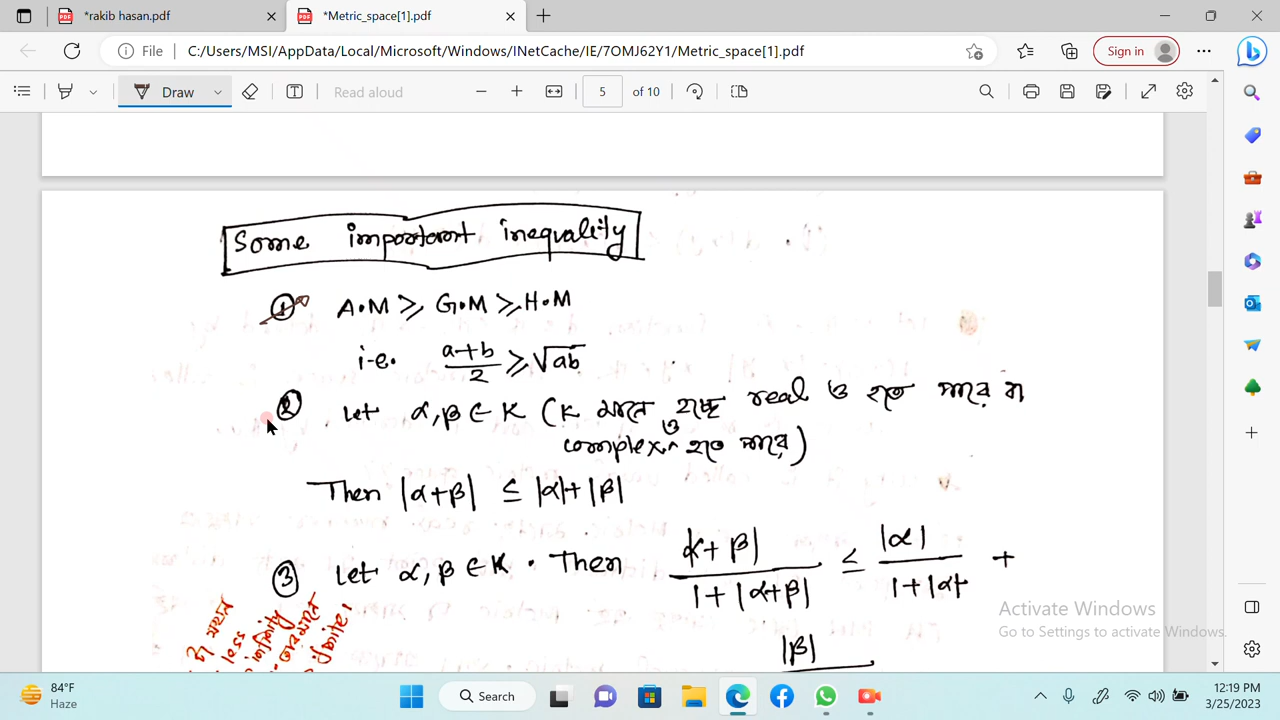 *rakib hasan.pdf
*Metric_space[1].pdf
File C:/Users/MSI/AppData/Local/Microsoft/Windows/INetCache/IE/7OMJ62Y1/Metric_space[1].pdf
Sign in
Draw
Read aloud
5 of 10
Some important inequality
① A.M ≥ G.M ≥ H.M
i.e. (a+b)/2 ≥ √ab
② Let α, β ∈ K (K মানে হচ্ছে real ও হতে পারে বা
complex ও হতে পারে)
Then |α+β| ≤ |α|+|β|
③ Let α, β ∈ K . Then |α+β| / 1+|α+β| ≤ |α| / 1+|α| +
|β|
less
Activate Windows
Go to Settings to activate Windows.
84°F
Haze
Search
12:19 PM
3/25/2023